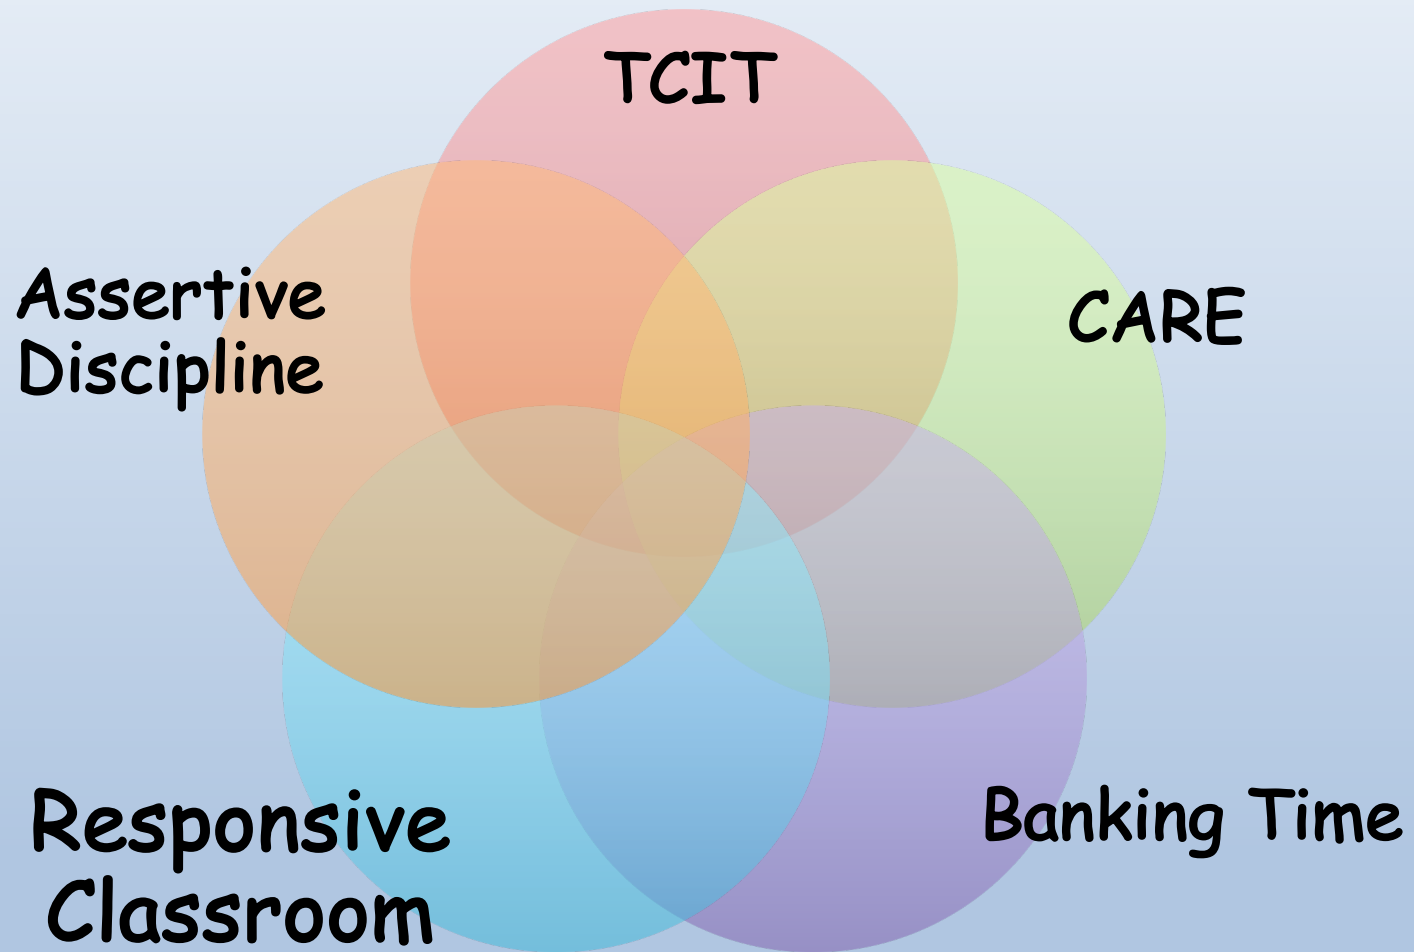 TCIT
Assertive
Discipline
CARE
Responsive
Classroom
Banking Time